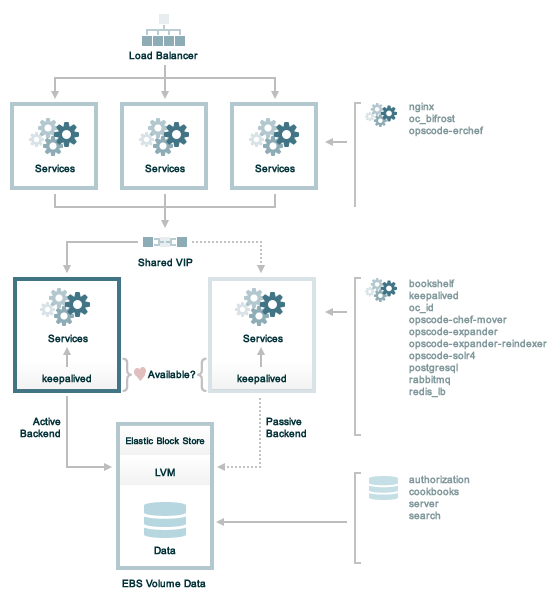 Load Balancer
Services
Services
Services
nginx
oc_bifrost
opscode-erchef
Shared VIP
Services
keepalived
Available?
Services
keepalived
bookshelf
keepalived
oc_id
opscode-chef-mover
opscode-expander
opscode-expander-reindexer
opscode-solr4
postgresql
rabbitmq
redis_lb
Active
Backend
Passive
Backend
Elastic Block Store
LVM
Data
EBS Volume Data
authorization
cookbooks
server
search